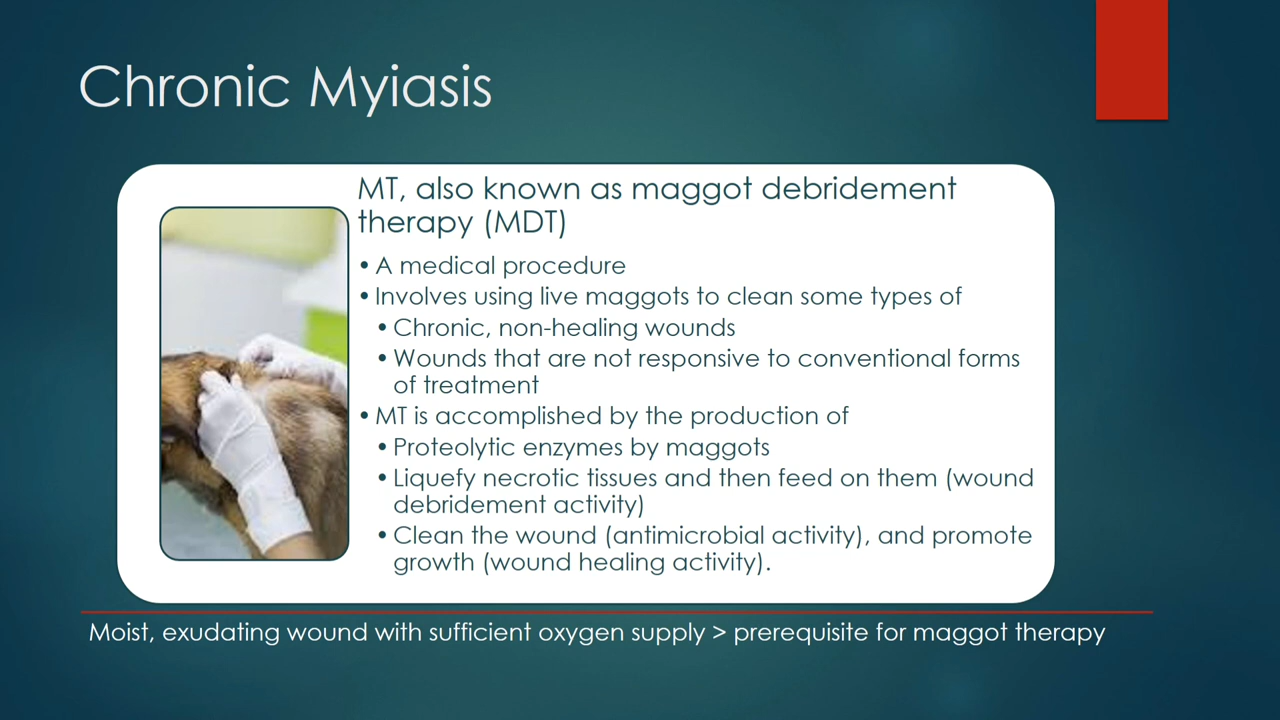 Chronic Myiasis
MT, also known as maggot debridement
therapy (MDT)
• A medical procedure
• Involves using live maggots to clean some types of
• Chronic, non-healing wounds
• Wounds that are not responsive to conventional forms
of treatment
• MT is accomplished by the production of
• Proteolytic enzymes by maggots
• Liquefy necrotic tissues and then feed on them (wound
debridement activity)
• Clean the wound (antimicrobial activity), and promote
growth (wound healing activity).
Moist, exudating wound with sufficient oxygen supply > prerequisite for maggot therapy